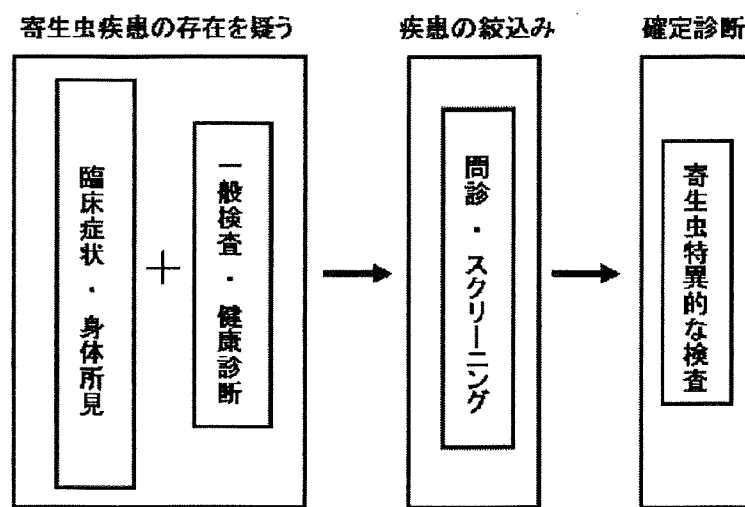 寄生虫疾患の存在を疑う
疾患の絞込み
確定診断
臨床症状・身体所見
+
一般検査・健康診断
問診・スクリーニング
寄生虫特異的な検査